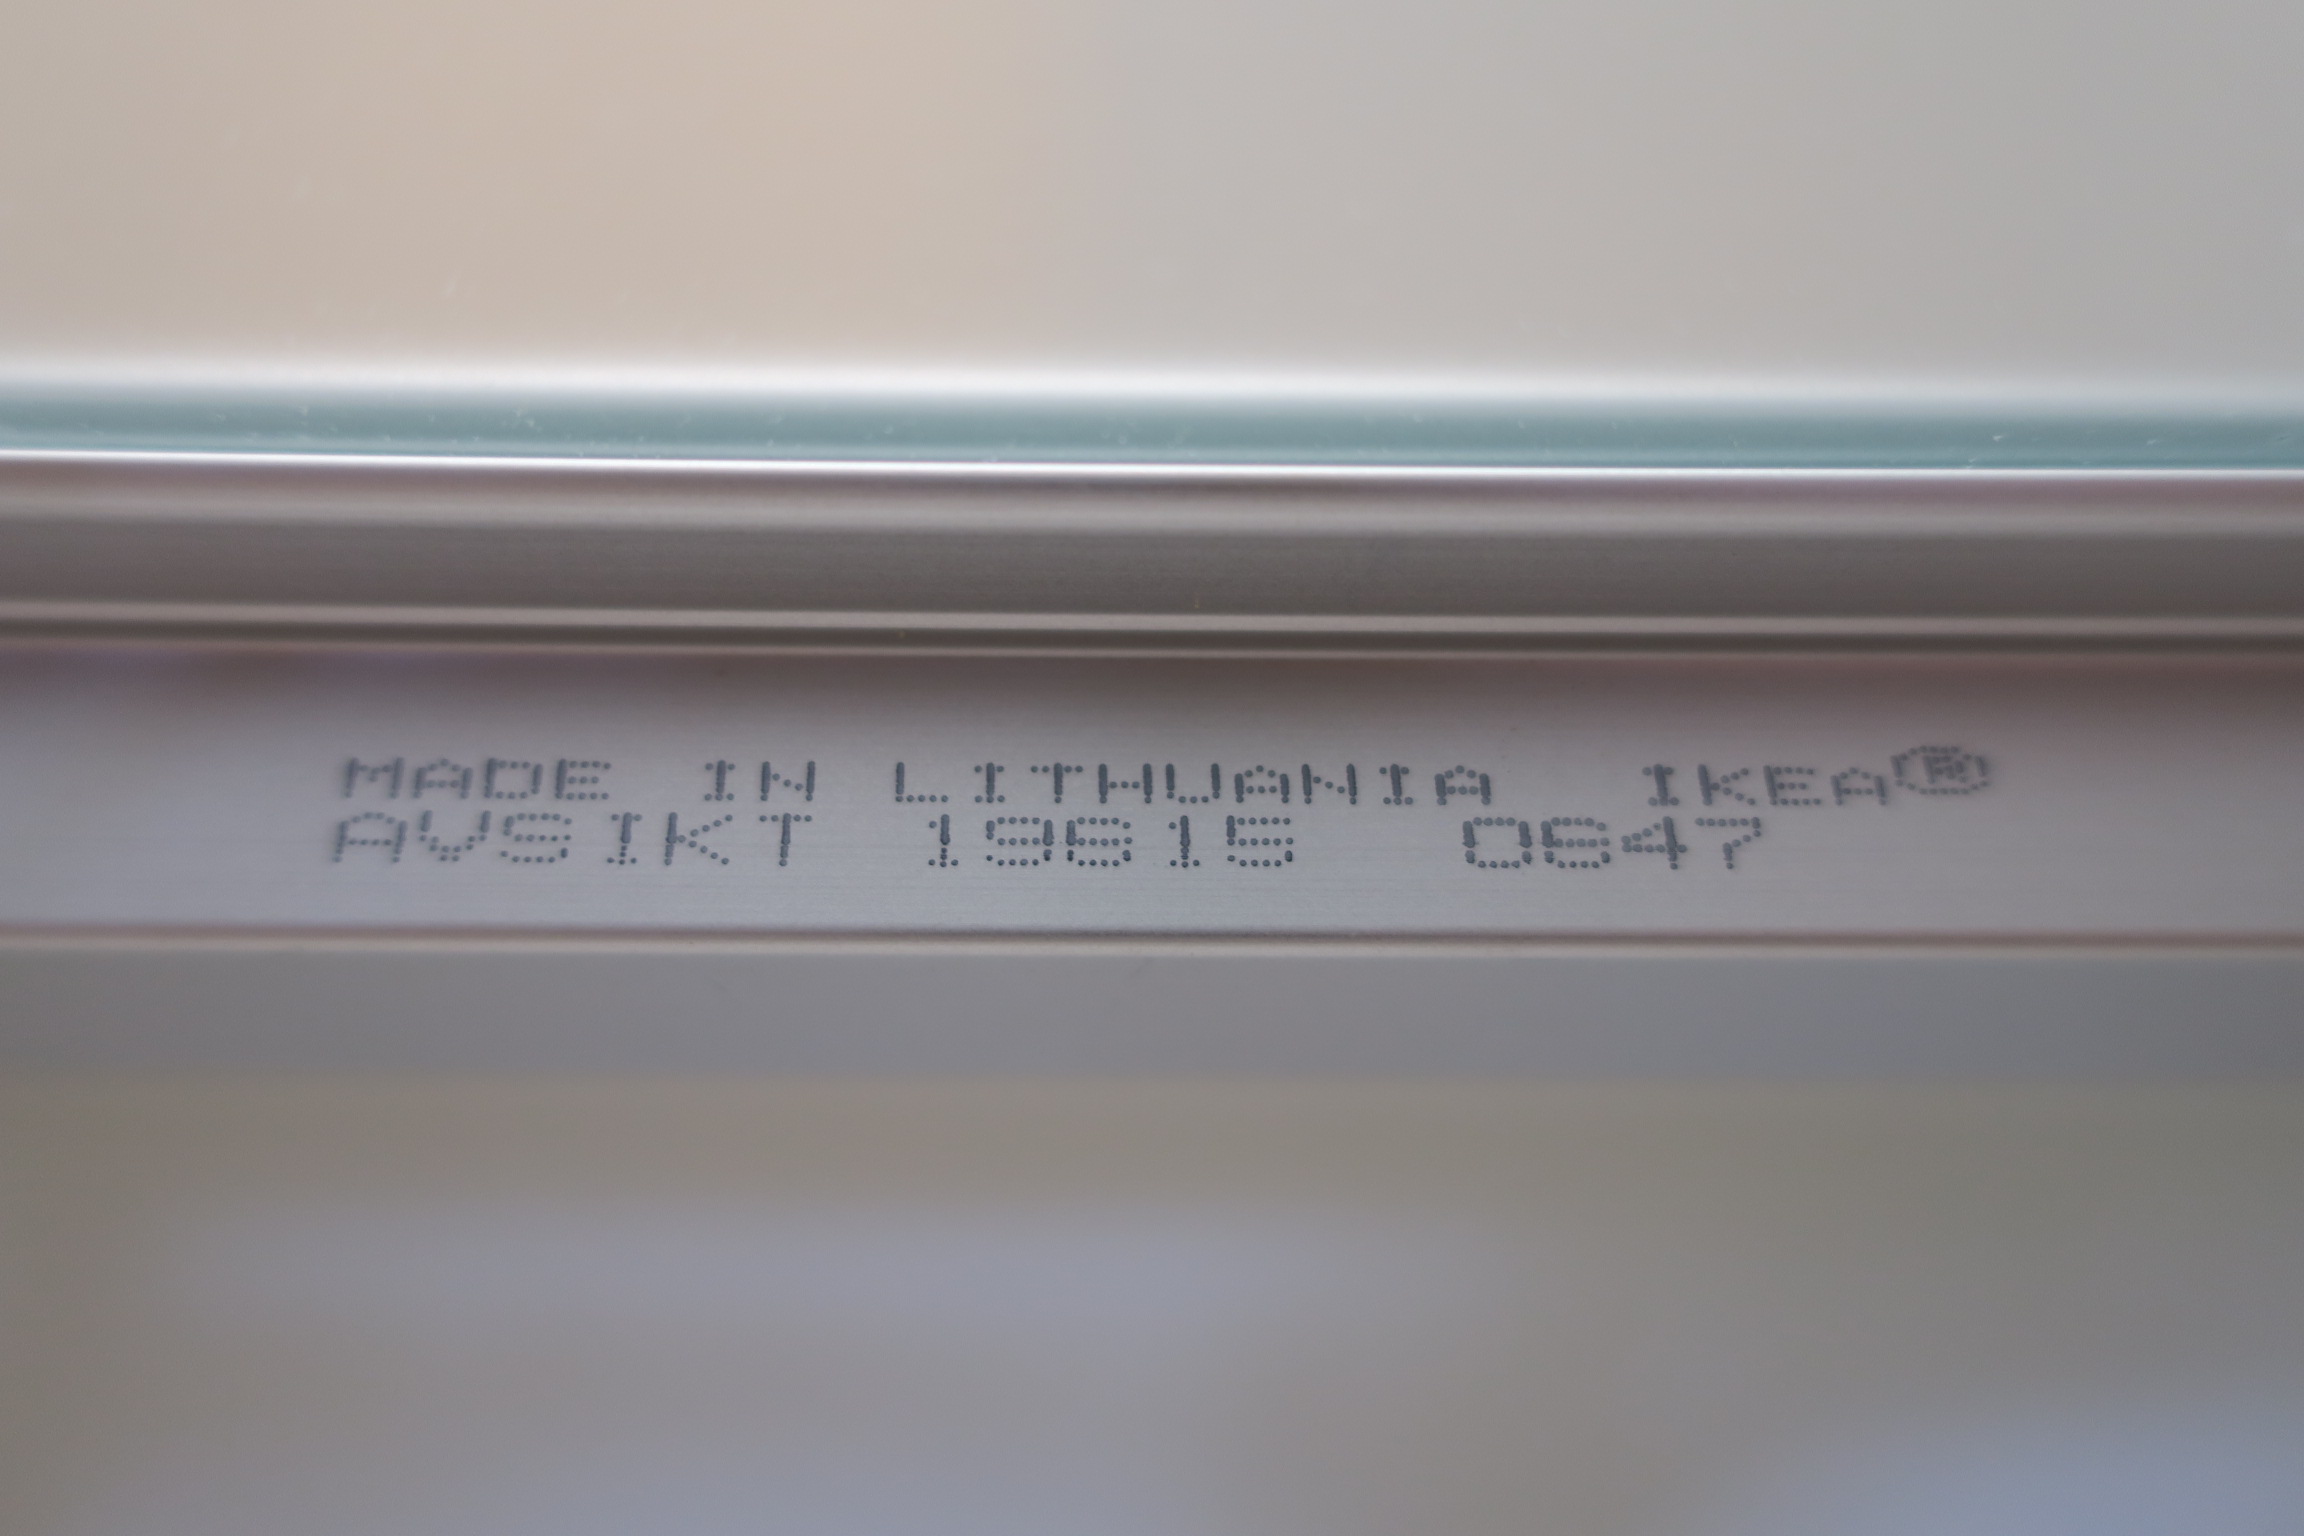 MADE IN LITHUANIA IKEA®
AVSIKT 19615 0647